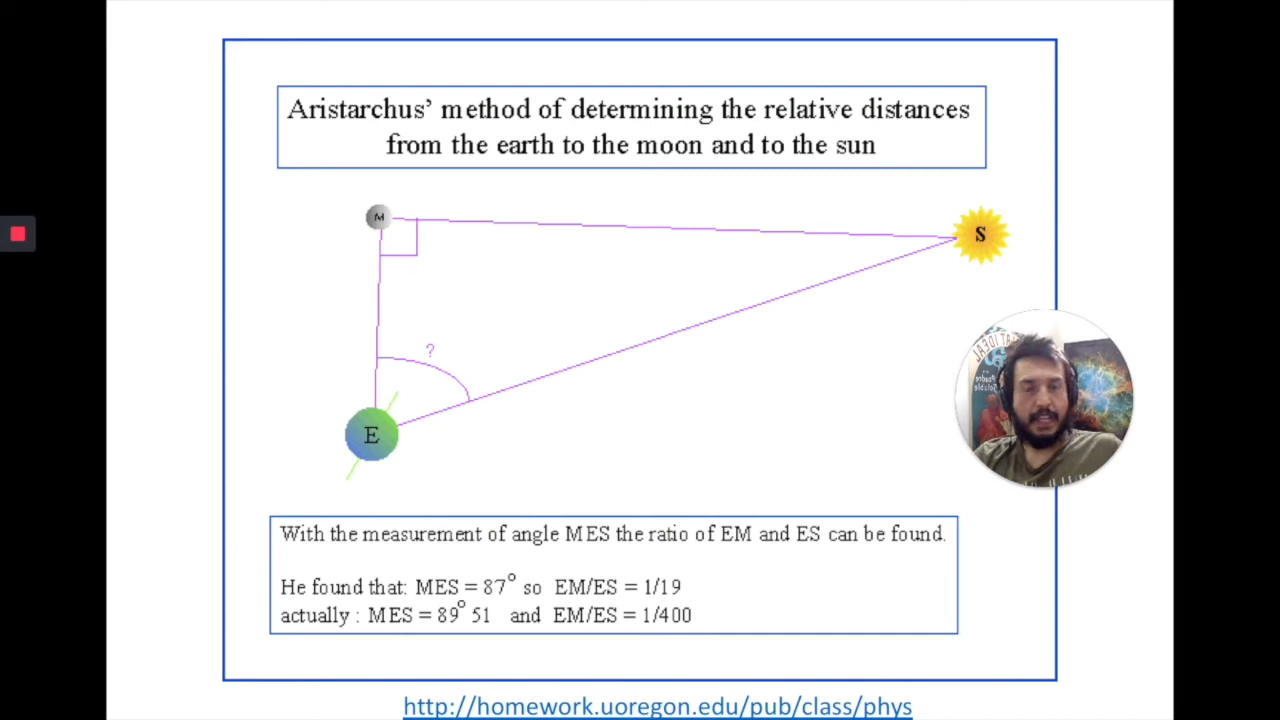 Aristarchus’ method of determining the relative distances
from the earth to the moon and to the sun
M
S
?
E
With the measurement of angle MES the ratio of EM and ES can be found.
He found that: MES = 87° so EM/ES = 1/19
actually : MES = 89° 51 and EM/ES = 1/400
http://homework.uoregon.edu/pub/class/phys